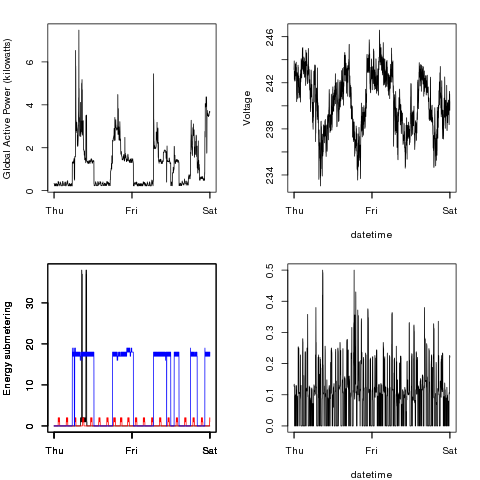 Global Active Power (kilowatts)
6
4
2
0
Thu Fri Sat
Voltage
246
242
238
234
Thu Fri Sat
datetime
Energy submetering
30
20
10
0
Thu Fri Sat
0.5
0.4
0.3
0.2
0.1
0.0
Thu Fri Sat
datetime